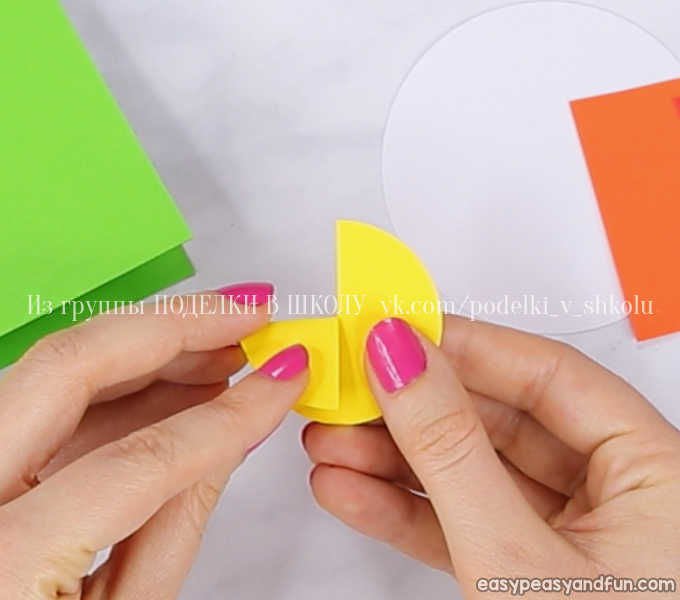 Из группы ПОДЕЛКИ В ШКОЛУ vk.com/podelki_v_shkolu
easypeasyandfun.com